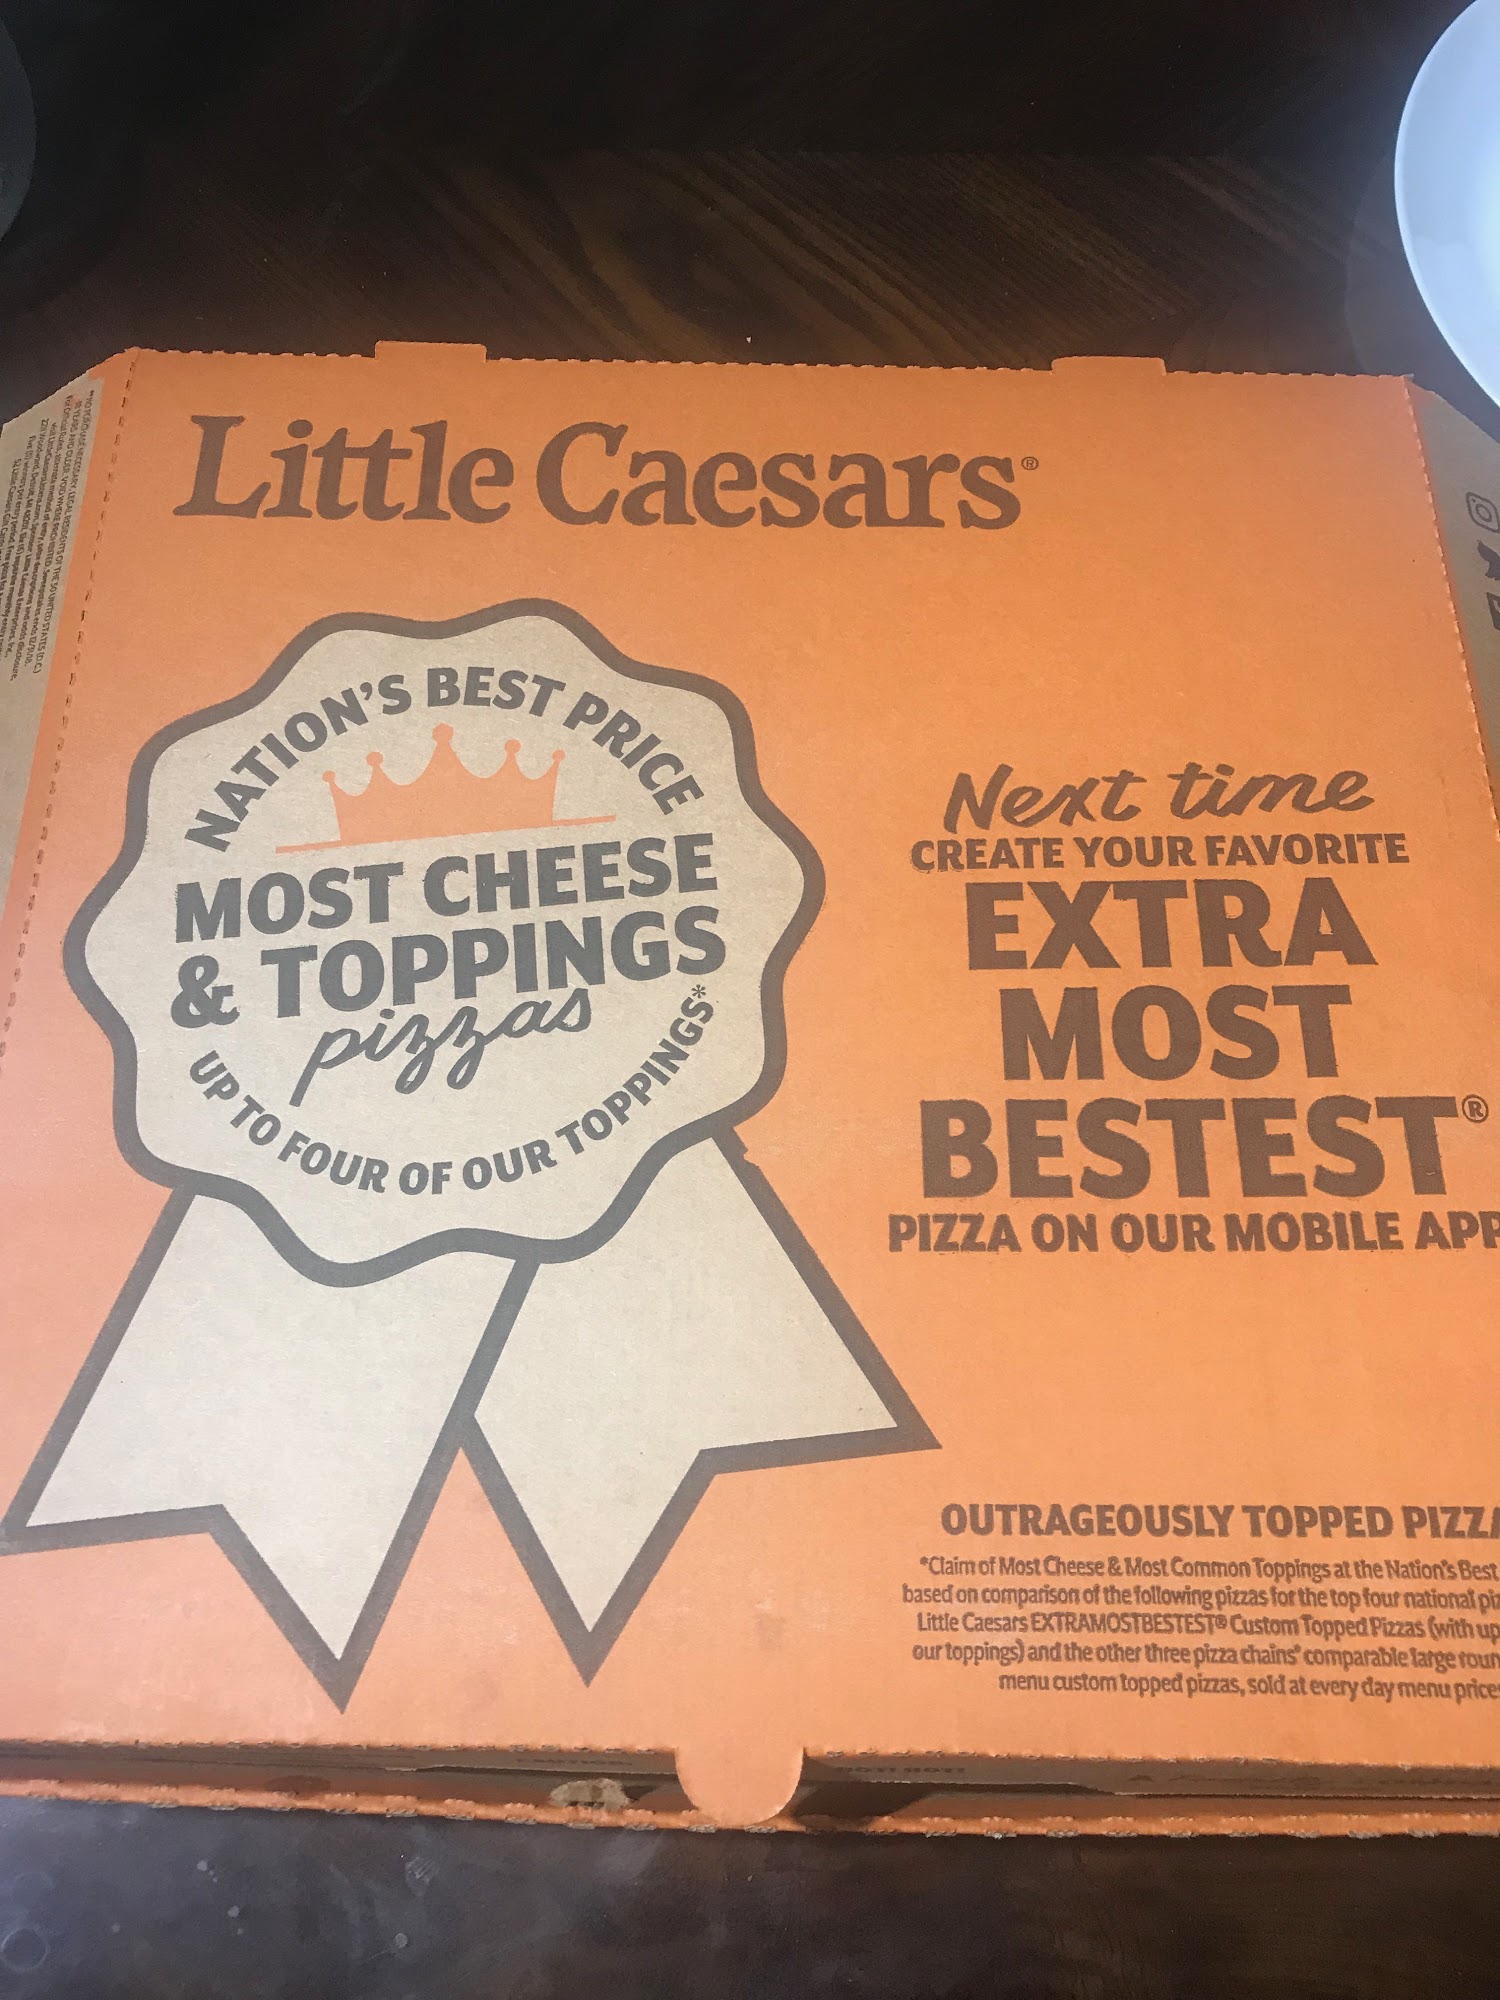 Little Caesars®
NATION'S BEST PRICE
MOST CHEESE
& TOPPINGS
pizzas
UP TO FOUR OF OUR TOPPINGS*
Next time
CREATE YOUR FAVORITE
EXTRA
MOST
BESTEST®
PIZZA ON OUR MOBILE APP
OUTRAGEOUSLY TOPPED
*Claim of Most Cheese & Most Common Toppings at the Nation's Best
based on comparison of the following pizzas for the top four national
Little Caesars EXTRAMOSTBESTEST® Custom Topped Pizzas (with up
our toppings) and the other three pizza chains' comparable large
menu custom topped pizzas, sold at every day menu